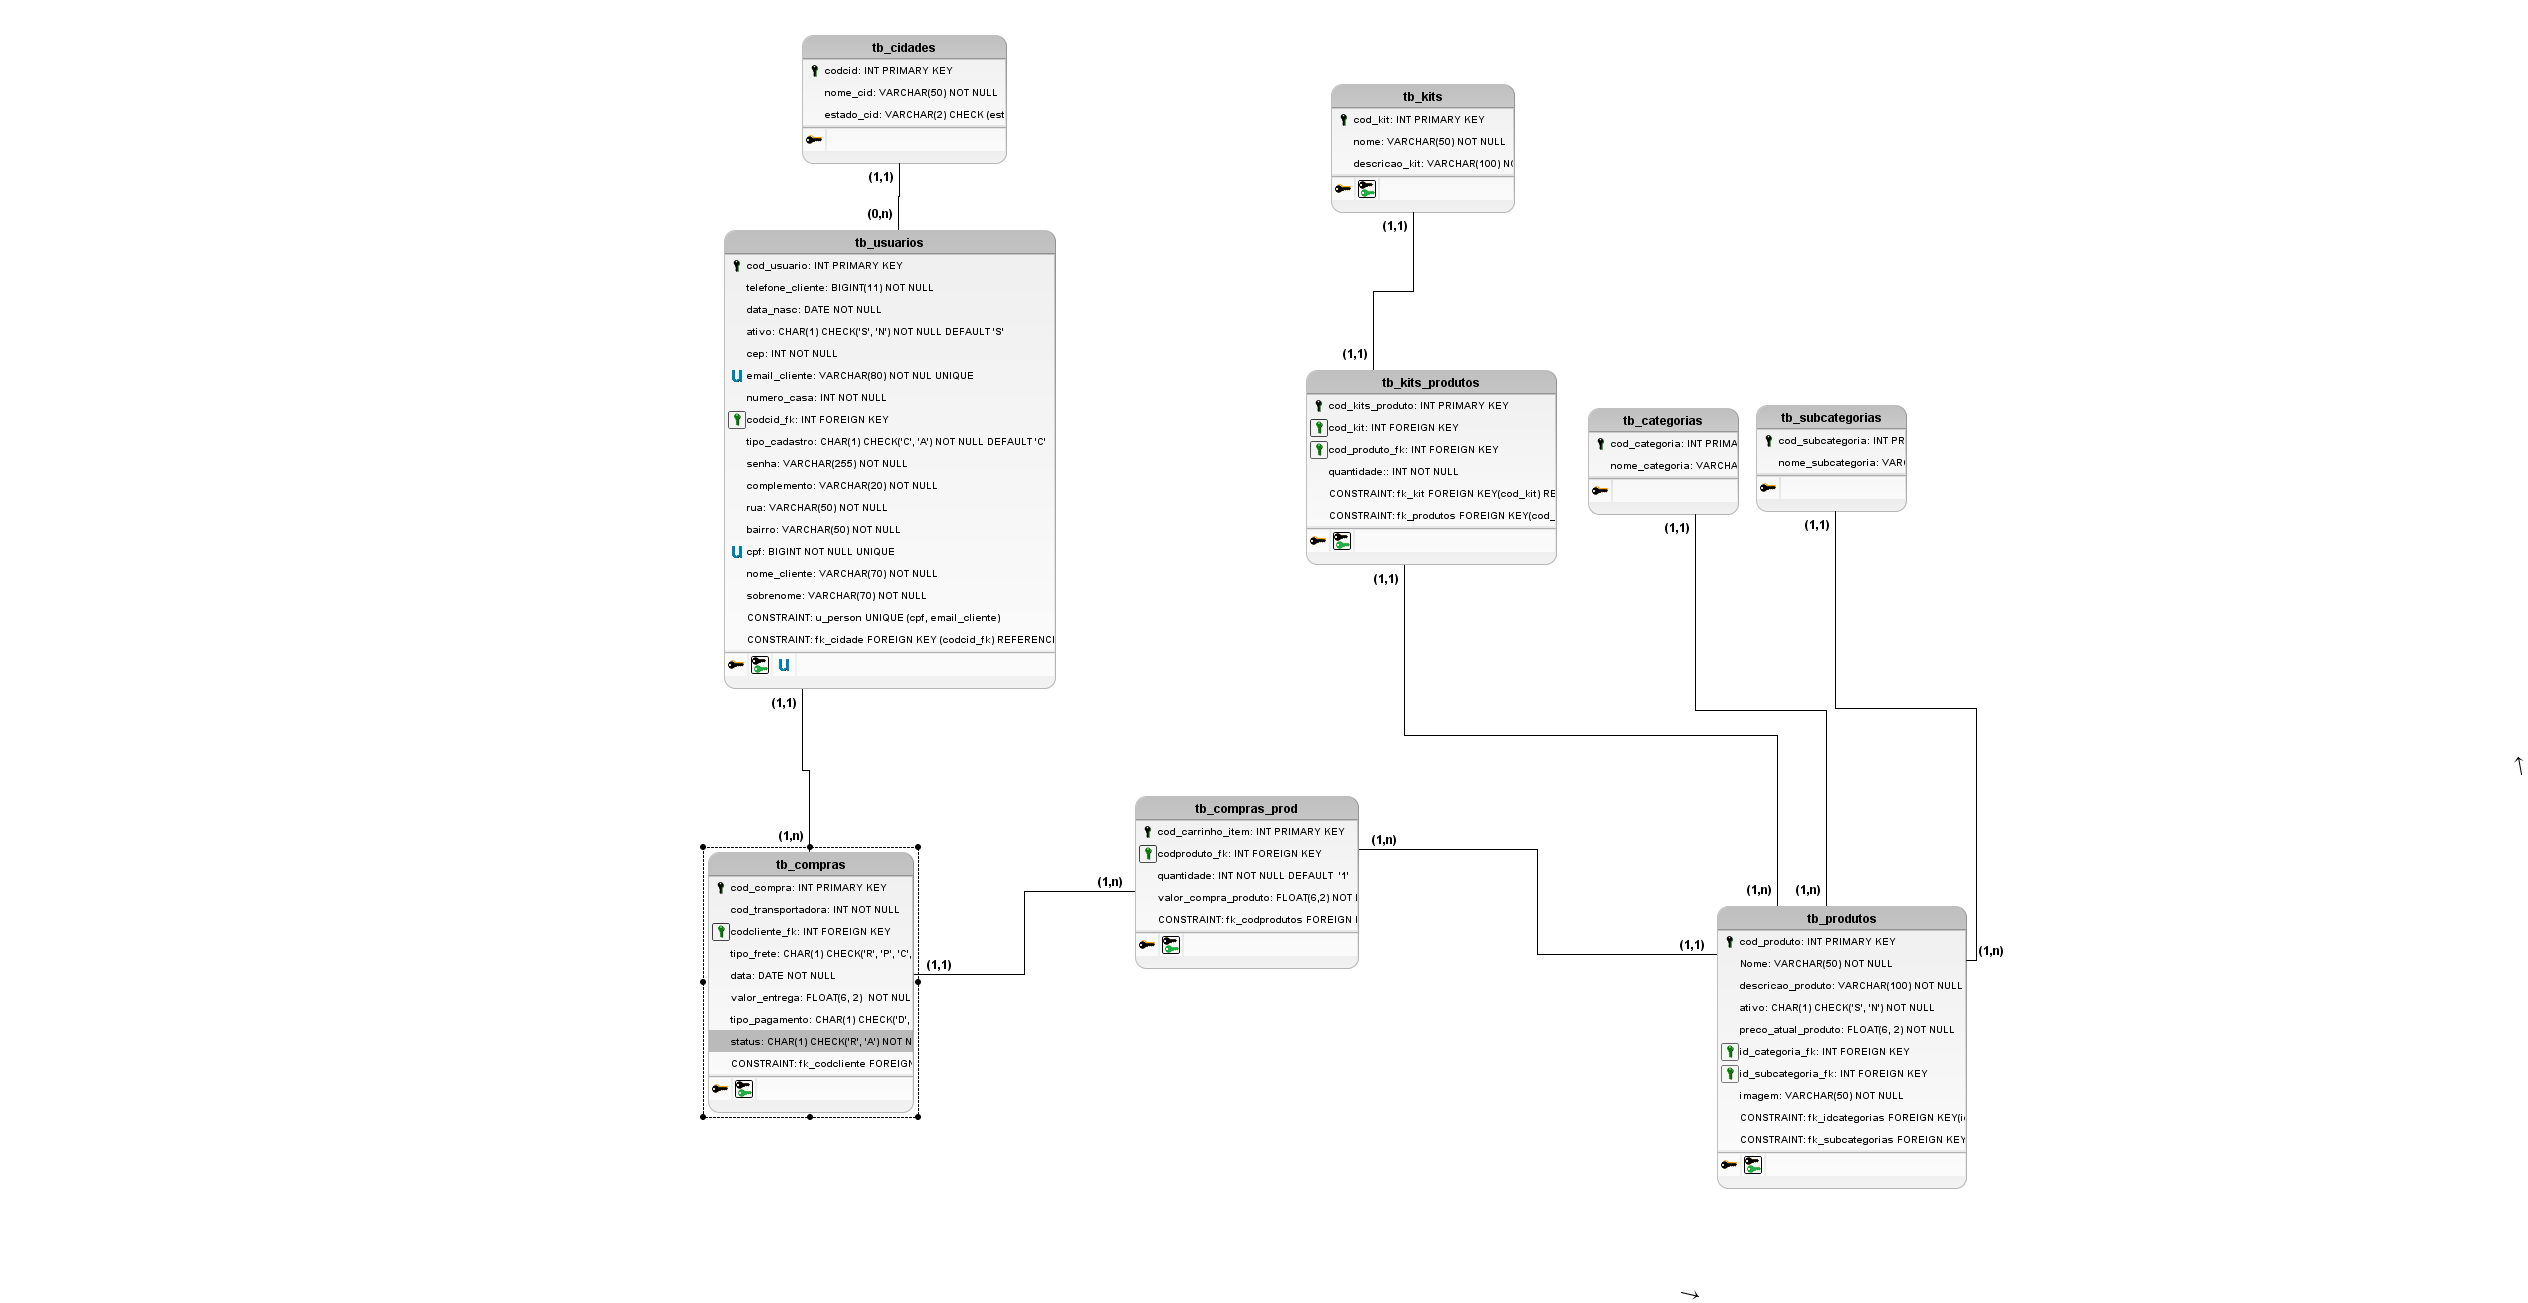 tb_cidades
codcid: INT PRIMARY KEY
nome_cid: VARCHAR(50) NOT NULL
estado_cid: VARCHAR(2) CHECK (est
(1,1)
(0,n)
tb_usuarios
cod_usuario: INT PRIMARY KEY
telefone_cliente: BIGINT(11) NOT NULL
data_nasc: DATE NOT NULL
ativo: CHAR(1) CHECK('S', 'N') NOT NULL DEFAULT 'S'
cep: INT NOT NULL
U email_cliente: VARCHAR(80) NOT NUL UNIQUE
numero_casa: INT NOT NULL
codcid_fk: INT FOREIGN KEY
tipo_cadastro: CHAR(1) CHECK('C', 'A') NOT NULL DEFAULT 'C'
senha: VARCHAR(255) NOT NULL
complemento: VARCHAR(20) NOT NULL
rua: VARCHAR(50) NOT NULL
bairro: VARCHAR(50) NOT NULL
U cpf: BIGINT NOT NULL UNIQUE
nome_cliente: VARCHAR(70) NOT NULL
sobrenome: VARCHAR(70) NOT NULL
CONSTRAINT: u_person UNIQUE (cpf, email_cliente)
CONSTRAINT: fk_cidade FOREIGN KEY (codcid_fk) REFERENCI
U
(1,1)
(1,n)
tb_compras
cod_compra: INT PRIMARY KEY
cod_transportadora: INT NOT NULL
codcliente_fk: INT FOREIGN KEY
tipo_frete: CHAR(1) CHECK('R', 'P', 'C',
data: DATE NOT NULL
valor_entrega: FLOAT(6, 2) NOT NUL
tipo_pagamento: CHAR(1) CHECK('D',
status: CHAR(1) CHECK('R', 'A') NOT N
CONSTRAINT: fk_codcliente FOREIGN
(1,1)
(1,n)
tb_compras_prod
cod_carrinho_item: INT PRIMARY KEY
codproduto_fk: INT FOREIGN KEY
quantidade: INT NOT NULL DEFAULT '1'
valor_compra_produto: FLOAT(6,2) NOT
CONSTRAINT: fk_codprodutos FOREIGN
(1,n)
(1,1)
tb_kits
cod_kit: INT PRIMARY KEY
nome: VARCHAR(50) NOT NULL
descricao_kit: VARCHAR(100) N
(1,1)
(1,1)
tb_kits_produtos
cod_kits_produto: INT PRIMARY KEY
cod_kit: INT FOREIGN KEY
cod_produto_fk: INT FOREIGN KEY
quantidade:: INT NOT NULL
CONSTRAINT: fk_kit FOREIGN KEY(cod_kit) RE
CONSTRAINT: fk_produtos FOREIGN KEY(cod_
(1,1)
tb_categorias
cod_categoria: INT PRIMA
nome_categoria: VARCHA
(1,1)
tb_subcategorias
cod_subcategoria: INT PR
nome_subcategoria: VAR
(1,1)
(1,n)
(1,n)
(1,n)
tb_produtos
cod_produto: INT PRIMARY KEY
Nome: VARCHAR(50) NOT NULL
descricao_produto: VARCHAR(100) NOT NULL
ativo: CHAR(1) CHECK('S', 'N') NOT NULL
preco_atual_produto: FLOAT(6, 2) NOT NULL
id_categoria_fk: INT FOREIGN KEY
id_subcategoria_fk: INT FOREIGN KEY
imagem: VARCHAR(50) NOT NULL
CONSTRAINT: fk_idcategorias FOREIGN KEY(i
CONSTRAINT: fk_subcategorias FOREIGN KEY